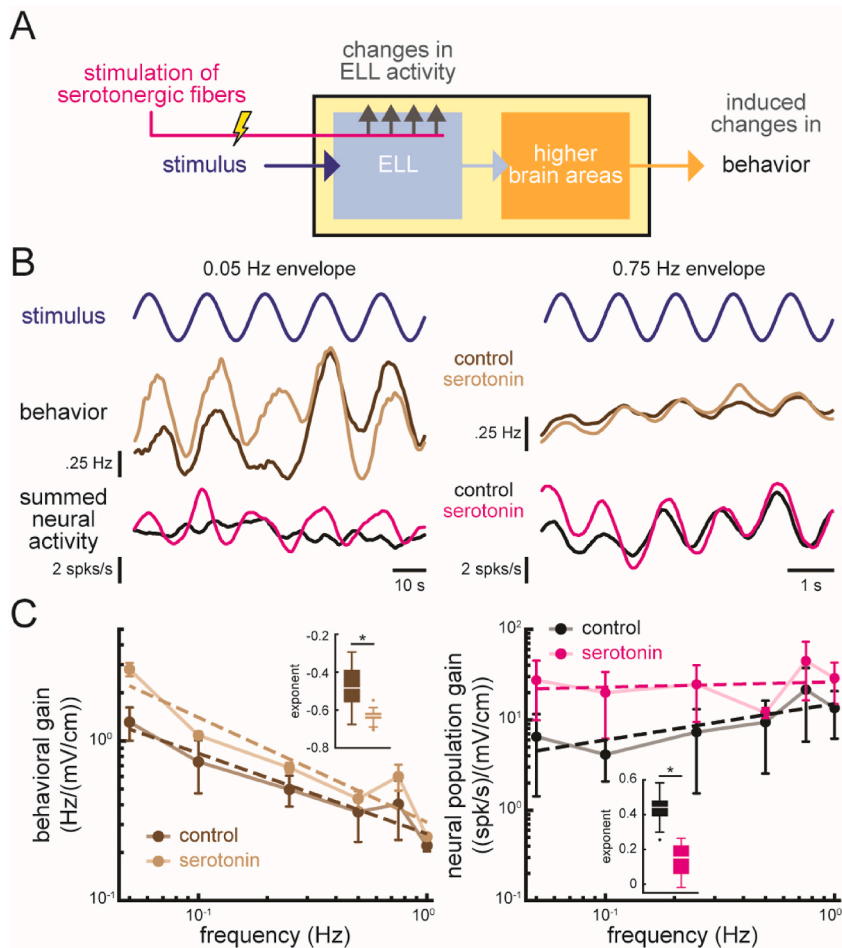 A
changes in
ELL activity
stimulation of
serotonergic fibers
induced
changes in
stimulus
ELL
higher
brain areas
behavior
B
0.05 Hz envelope
0.75 Hz envelope
stimulus
control
serotonin
behavior
.25 Hz
.25 Hz
summed
neural
activity
control
serotonin
2 spks/s
10 s
2 spks/s
1 s
C
behavioral gain
(Hz/(mV/cm))
10⁰
10⁻¹
10⁻¹
10⁰
frequency (Hz)
control
serotonin
exponent
-0.2
-0.4
-0.6
-0.8
*
neural population gain
((spk/s)/(mV/cm))
10²
10¹
10⁰
10⁻¹
10⁻¹
10⁰
frequency (Hz)
control
serotonin
exponent
0.6
0.4
0.2
0
*